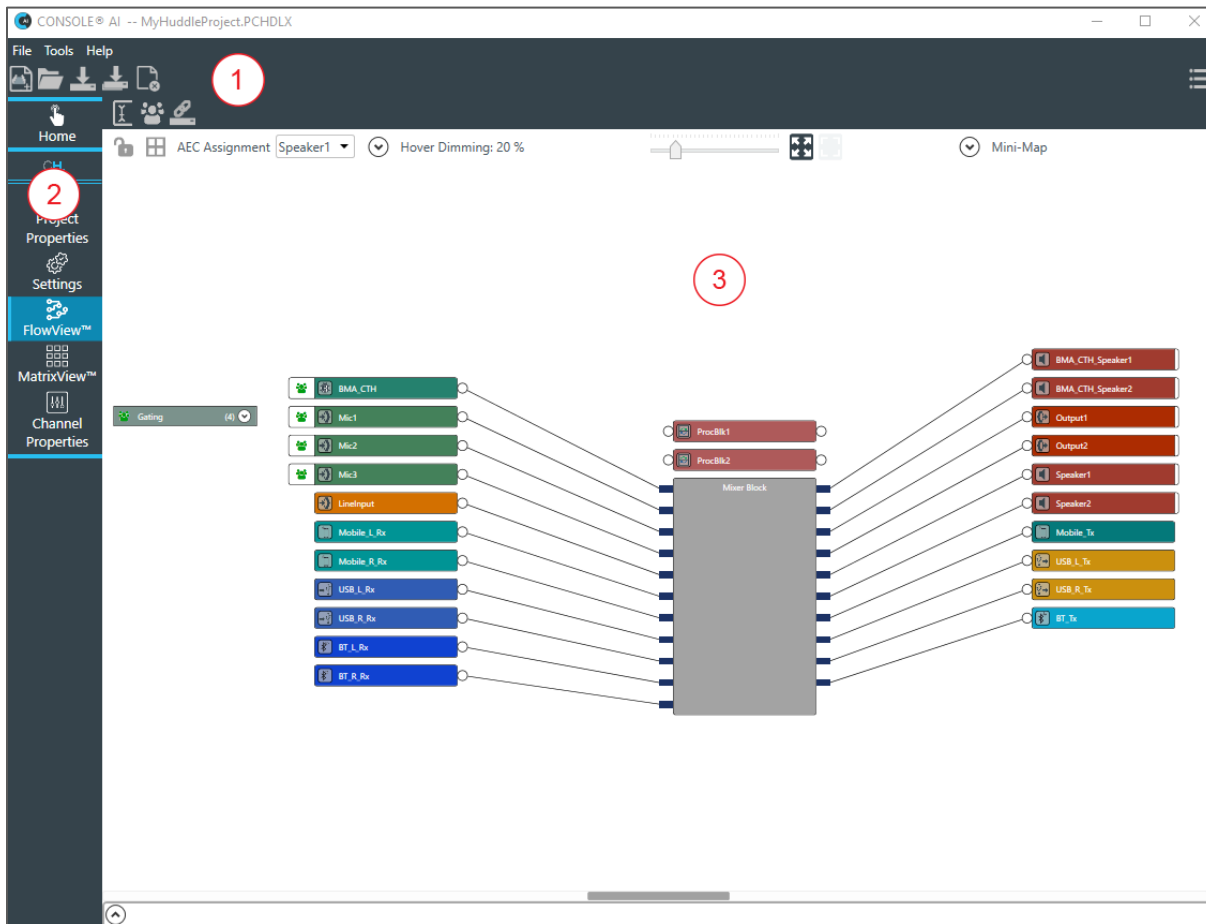 CONSOLE® AI -- MyHuddleProject.PCHDLX
File Tools Help
1
Home
AEC Assignment Speaker1 Hover Dimming: 20 % Mini-Map
CH
2
Project
Properties
Settings
FlowView™
MatrixView™
Channel
Properties
3
Gating (4)
BMA_CTH
Mic1
Mic2
Mic3
LineInput
Mobile_L_Rx
Mobile_R_Rx
USB_L_Rx
USB_R_Rx
BT_L_Rx
BT_R_Rx
ProcBlk1
ProcBlk2
Mixer Block
BMA_CTH_Speaker1
BMA_CTH_Speaker2
Output1
Output2
Speaker1
Speaker2
Mobile_Tx
USB_L_Tx
USB_R_Tx
BT_Tx